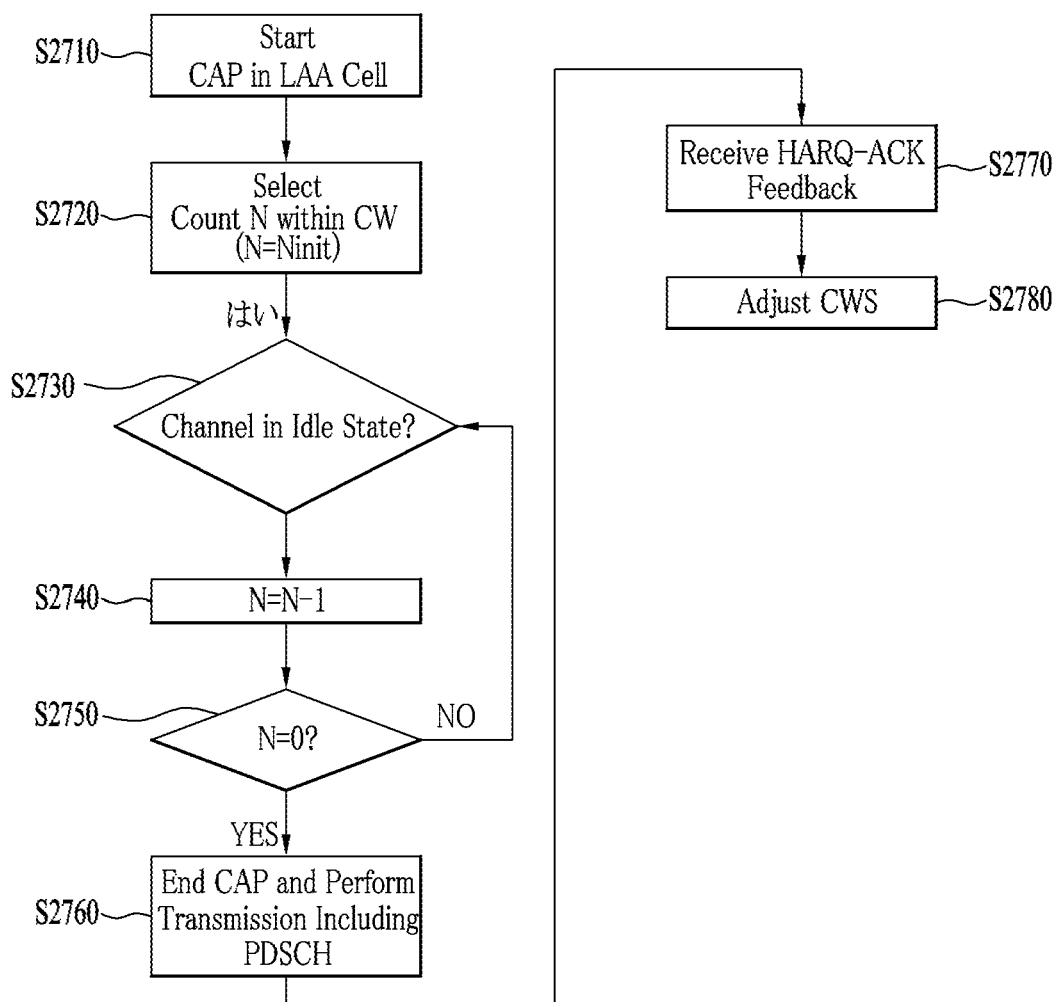 S2710
Start
CAP in LAA Cell
S2720
Select
Count N within CW
(N=Ninit)
はい
S2730
Channel in Idle State?
S2740
N=N-1
S2750
N=0?
NO
YES
S2760
End CAP and Perform
Transmission Including
PDSCH
Receive HARQ-ACK
Feedback
S2770
Adjust CWS
S2780